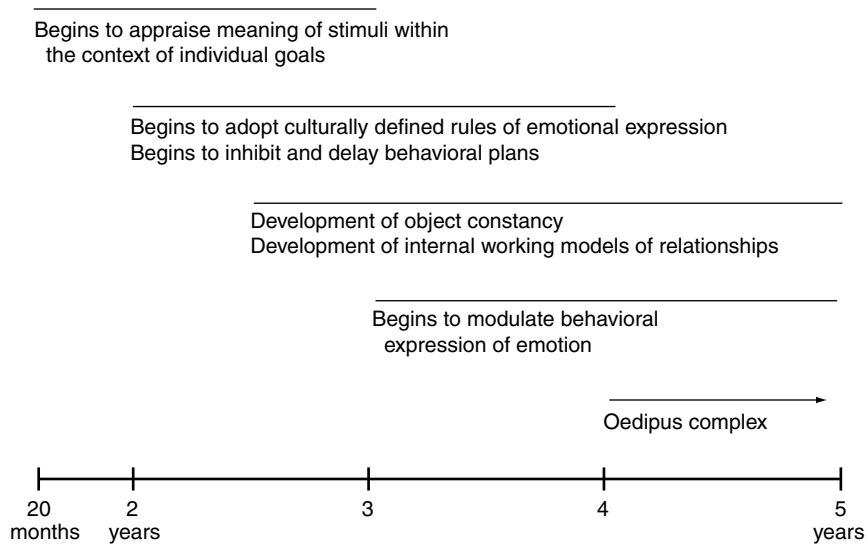 Begins to appraise meaning of stimuli within
the context of individual goals
Begins to adopt culturally defined rules of emotional expression
Begins to inhibit and delay behavioral plans
Development of object constancy
Development of internal working models of relationships
Begins to modulate behavioral
expression of emotion
Oedipus complex
20 2 3 4 5
months years years